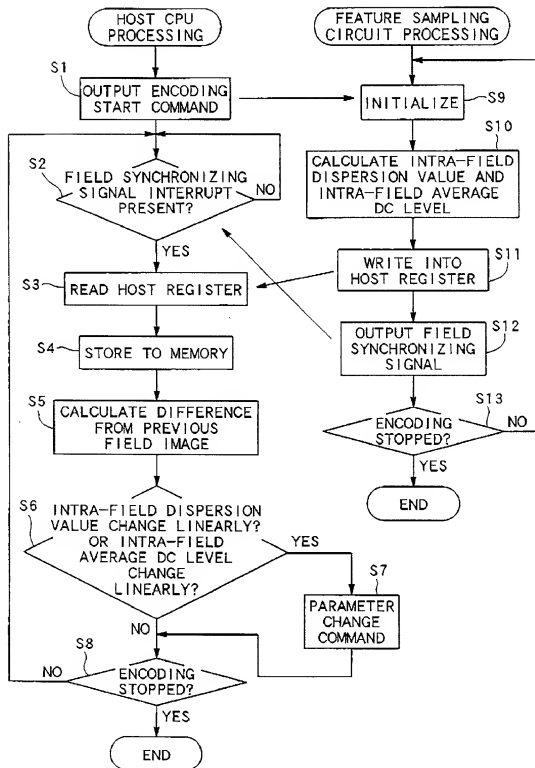 HOST CPU
PROCESSING
S1
OUTPUT ENCODING
START COMMAND
S2
FIELD SYNCHRONIZING
SIGNAL INTERRUPT
PRESENT?
NO
YES
S3
READ HOST REGISTER
S4
STORE TO MEMORY
S5
CALCULATE DIFFERENCE
FROM PREVIOUS
FIELD IMAGE
S6
INTRA-FIELD DISPERSION
VALUE CHANGE LINEARLY?
OR INTRA-FIELD
AVERAGE DC LEVEL
CHANGE
LINEARLY?
YES
NO
S7
PARAMETER
CHANGE
COMMAND
S8
NO
ENCODING
STOPPED?
YES
END
FEATURE SAMPLING
CIRCUIT PROCESSING
S9
INITIALIZE
S10
CALCULATE INTRA-FIELD
DISPERSION VALUE AND
INTRA-FIELD AVERAGE
DC LEVEL
S11
WRITE INTO
HOST REGISTER
S12
OUTPUT FIELD
SYNCHRONIZING
SIGNAL
S13
ENCODING
STOPPED?
NO
YES
END